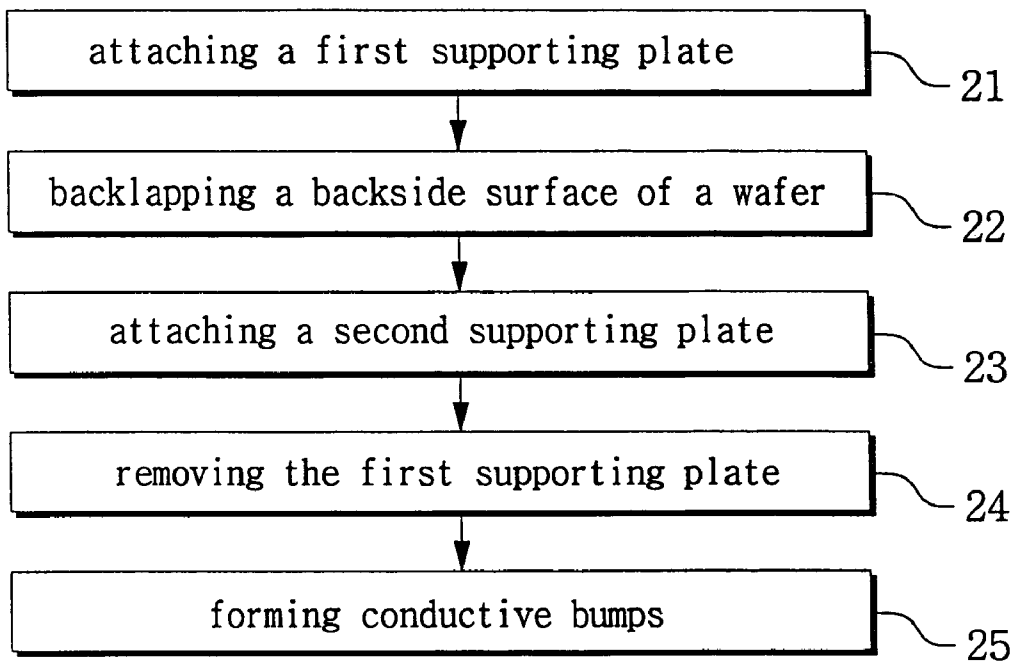 attaching a first supporting plate
21
backlapping a backside surface of a wafer
22
attaching a second supporting plate
23
removing the first supporting plate
24
forming conductive bumps
25